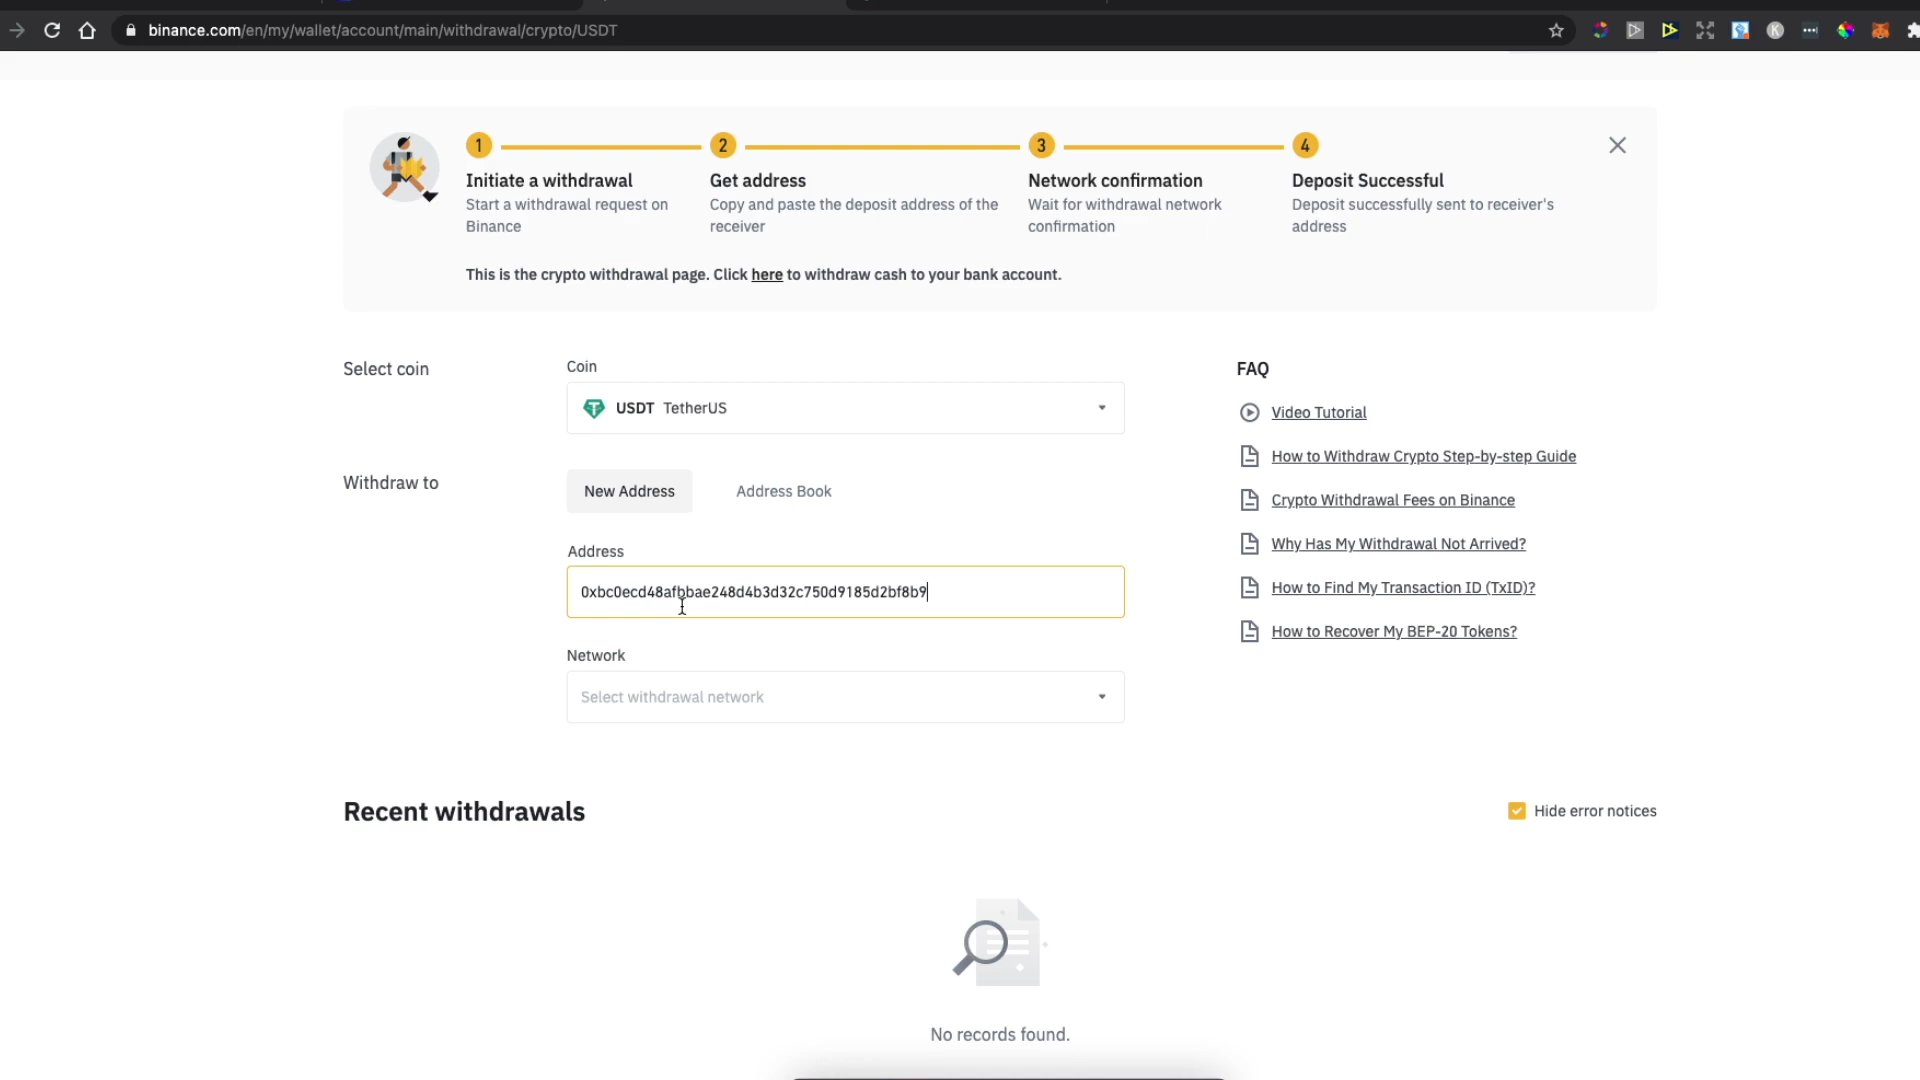 binance.com/en/my/wallet/account/main/withdrawal/crypto/USDT
K
1
2
3
4
Initiate a withdrawal
Start a withdrawal request on
Binance
Get address
Copy and paste the deposit address of the
receiver
Network confirmation
Wait for withdrawal network
confirmation
Deposit Successful
Deposit successfully sent to receiver's
address
This is the crypto withdrawal page. Click here to withdraw cash to your bank account.
Select coin
Coin
USDT TetherUS
Withdraw to
New Address
Address Book
Address
0xbc0ecd48afbbae248d4b3d32c750d9185d2bf8b9
Network
Select withdrawal network
FAQ
Video Tutorial
How to Withdraw Crypto Step-by-step Guide
Crypto Withdrawal Fees on Binance
Why Has My Withdrawal Not Arrived?
How to Find My Transaction ID (TxID)?
How to Recover My BEP-20 Tokens?
Recent withdrawals
Hide error notices
No records found.